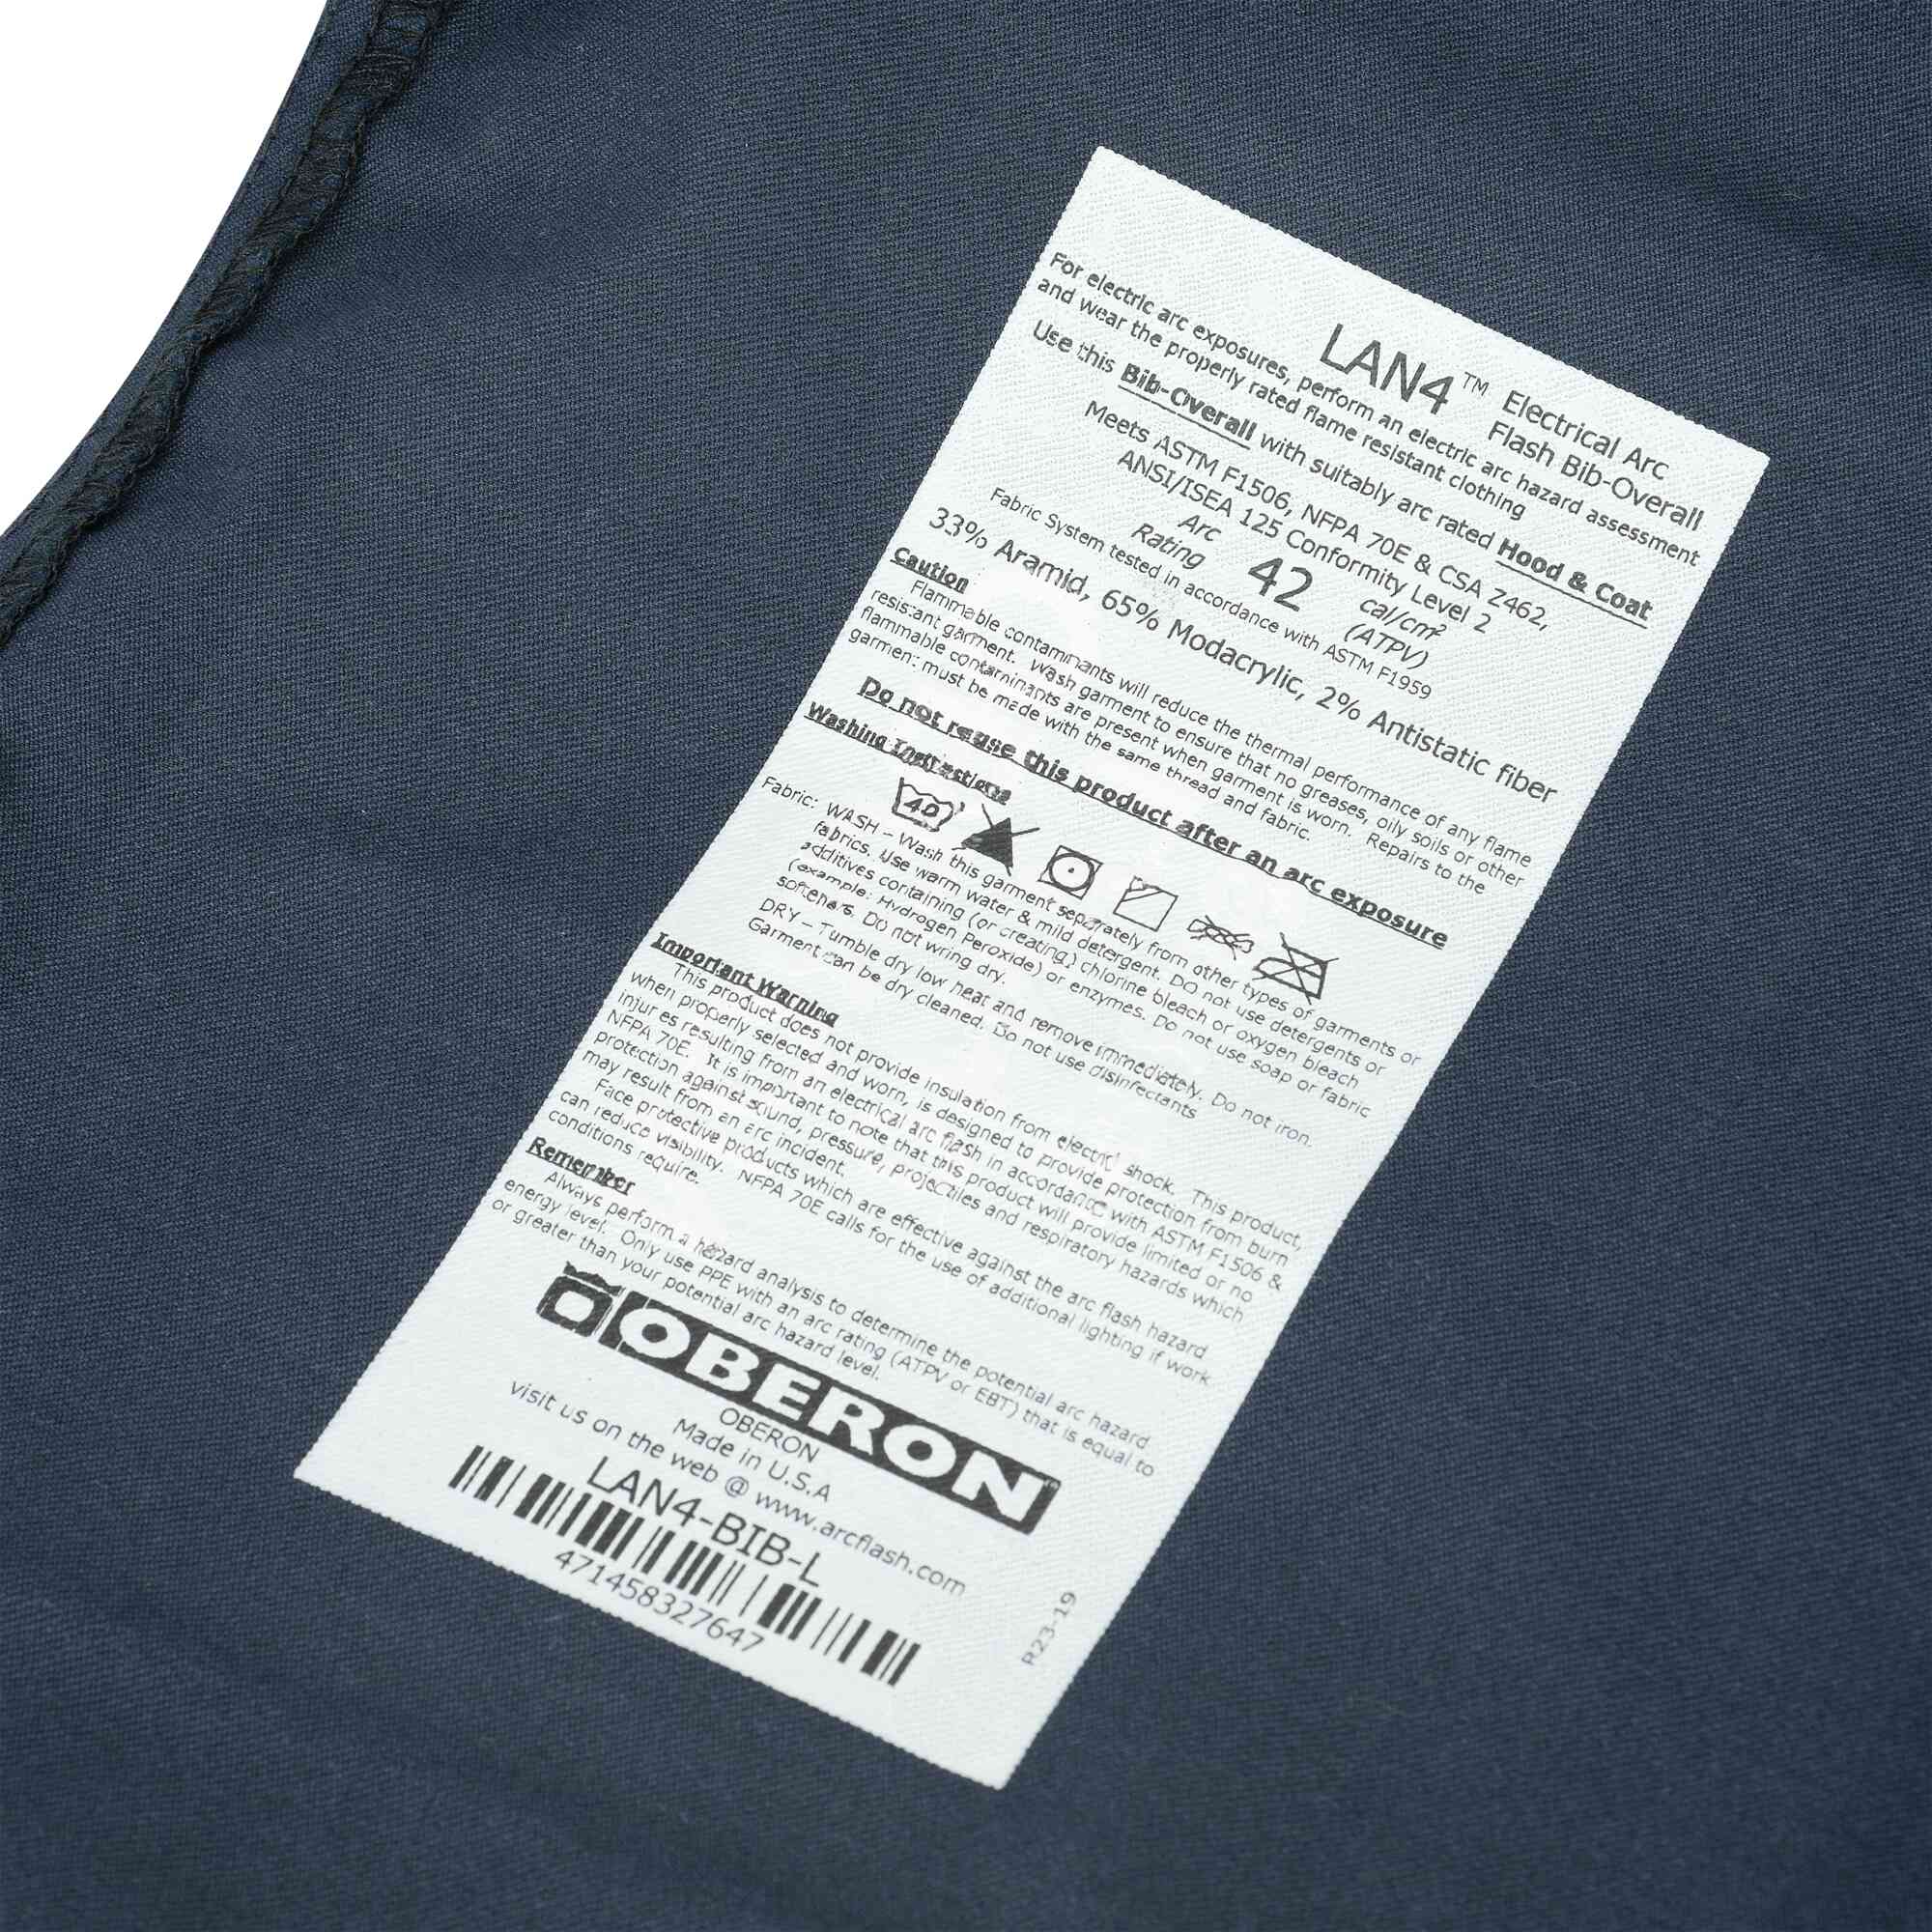 LAN4™ Electrical Arc
Flash Bib-Overall
For electric arc exposures, perform an electric arc hazard assessment
and wear the properly rated flame resistant clothing
Use this Bib-Overall with suitably arc rated Hood & Coat
Meets ASTM F1506, NFPA 70E & CSA Z462,
ANSI/ISEA 125 Conformity Level 2
Arc
Rating 42 cal/cm²
(ATPV)
Fabric System tested in accordance with ASTM F1959
33% Aramid, 65% Modacrylic, 2% Antistatic fiber
Caution
Flammable contaminants will reduce the thermal performance of any flame
resistant garment. Wash garment to ensure that no greases, oily soils or other
flammable contaminants are present when garment is worn. Repairs to the
garment must be made with the same thread and fabric.
Do not reuse this product after an arc exposure
Washing Instructions
40
Fabric: WASH – Wash this garment separately from other types of garments or
fabrics. Use warm water & mild detergent. Do not use detergents or
additives containing (or creating) chlorine bleach or oxygen bleach
(example: Hydrogen Peroxide) or enzymes. Do not use soap or fabric
softeners. Do not wring dry.
DRY – Tumble dry low heat and remove immediately. Do not iron.
Garment can be dry cleaned. Do not use disinfectants
Important Warning
This product does not provide insulation from electric shock. This product,
when properly selected and worn, is designed to provide protection from burn
injuries resulting from an electrical arc flash in accordance with ASTM F1506 &
NFPA 70E. It is important to note that this product will provide limited or no
protection against sound, pressure, projectiles and respiratory hazards which
may result from an arc incident.
Face protective products which are effective against the arc flash hazard
can reduce visibility. NFPA 70E calls for the use of additional lighting if work
conditions require.
Remember
Always perform a hazard analysis to determine the potential arc hazard
energy level. Only use PPE with an arc rating (ATPV or EBT) that is equal to
or greater than your potential arc hazard level.
OBERON
OBERON
Made in U.S.A
visit us on the web @ www.arcflash.com
LAN4-BIB-L
471458327647
R23-19